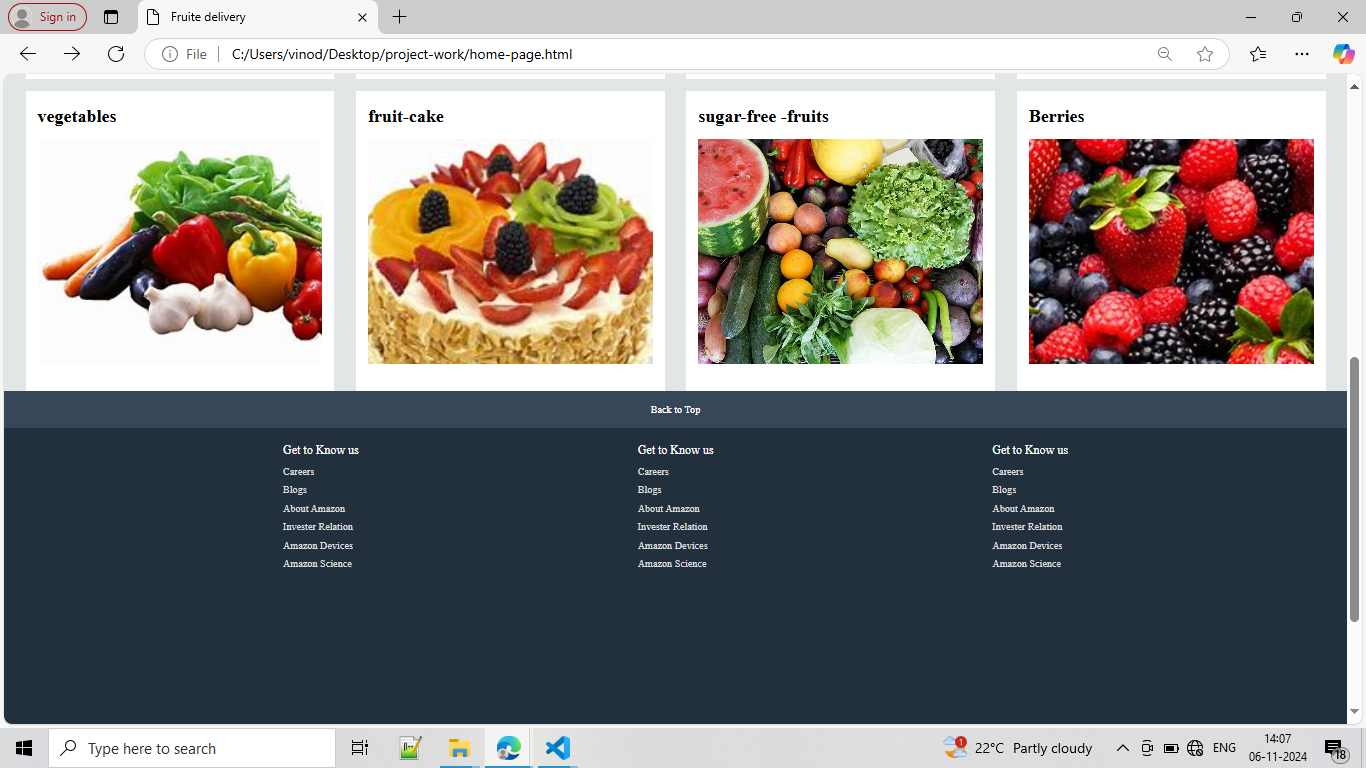 Sign in
Fruite delivery
File
C:/Users/vinod/Desktop/project-work/home-page.html
vegetables
fruit-cake
sugar-free -fruits
Berries
Back to Top
Get to Know us
Careers
Blogs
About Amazon
Invester Relation
Amazon Devices
Amazon Science
Get to Know us
Careers
Blogs
About Amazon
Invester Relation
Amazon Devices
Amazon Science
Get to Know us
Careers
Blogs
About Amazon
Invester Relation
Amazon Devices
Amazon Science
Type here to search
1
22°C Partly cloudy
ENG
14:07
06-11-2024
18